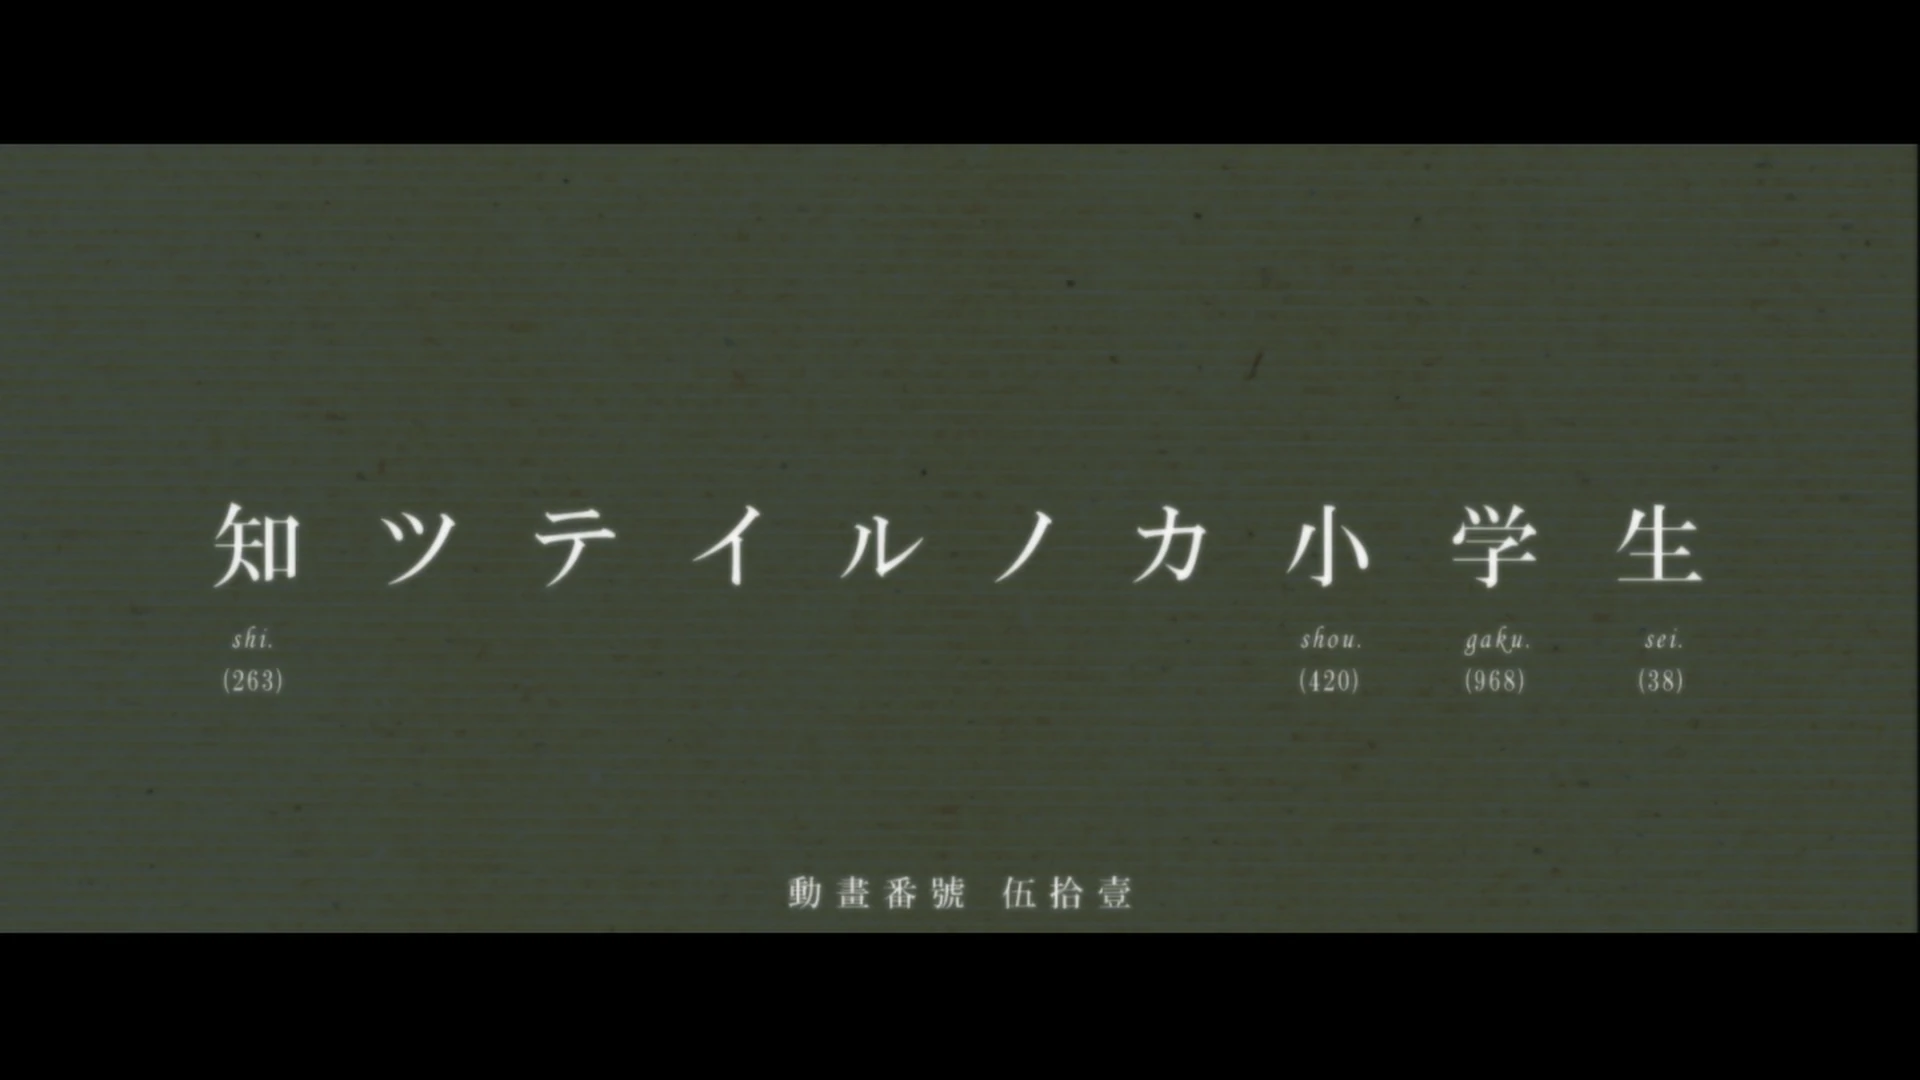 知ツテイルノカ小学生
shi. shou. gaku. sei.
(263) (420) (968) (38)
動畫番號 伍拾壹